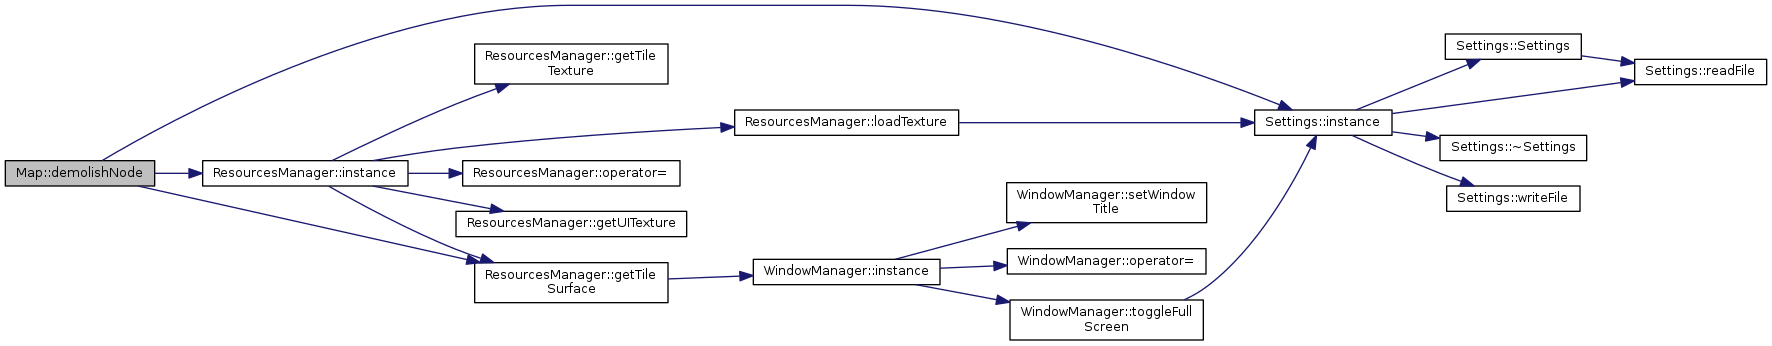 Map::demolishNode
ResourcesManager::instance
ResourcesManager::getTile
Texture
ResourcesManager::loadTexture
ResourcesManager::operator=
ResourcesManager::getUITexture
ResourcesManager::getTile
Surface
WindowManager::instance
WindowManager::setWindow
Title
WindowManager::operator=
WindowManager::toggleFull
Screen
Settings::instance
Settings::Settings
Settings::readFile
Settings::~Settings
Settings::writeFile